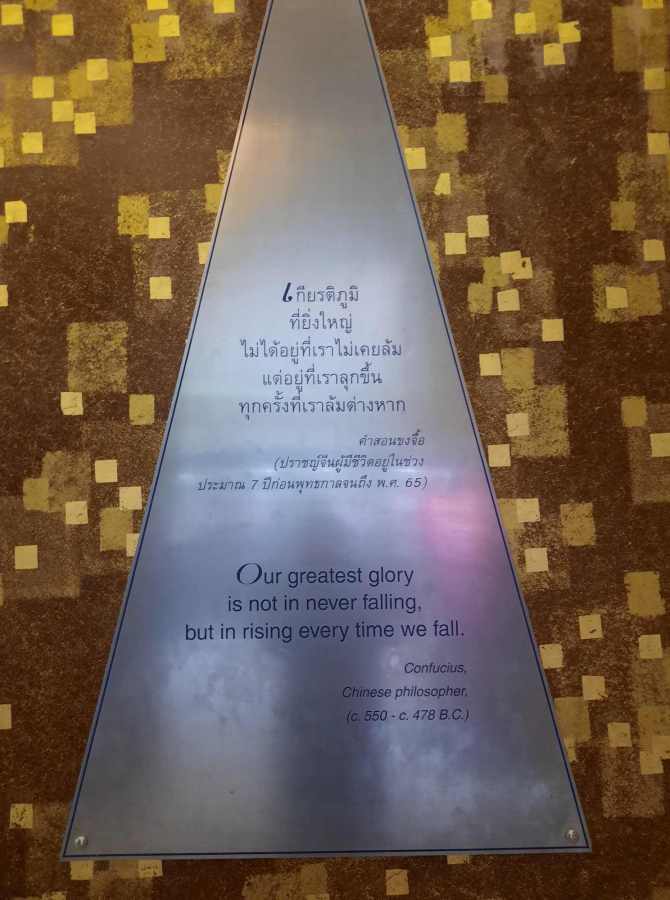 เกียรติภูมิ
ที่ยิ่งใหญ่
ไม่ได้อยู่ที่เราไม่เคยล้ม
แต่อยู่ที่เราลุกขึ้น
ทุกครั้งที่เราล้มต่างหาก
คำสอนขงจื้อ
(ปราชญ์จีนผู้มีชีวิตอยู่ในช่วง
ประมาณ 7 ปีก่อนพุทธกาลจนถึง พ.ศ. 65)
Our greatest glory
is not in never falling,
but in rising every time we fall.
Confucius,
Chinese philosopher,
(c. 550 - c. 478 B.C.)